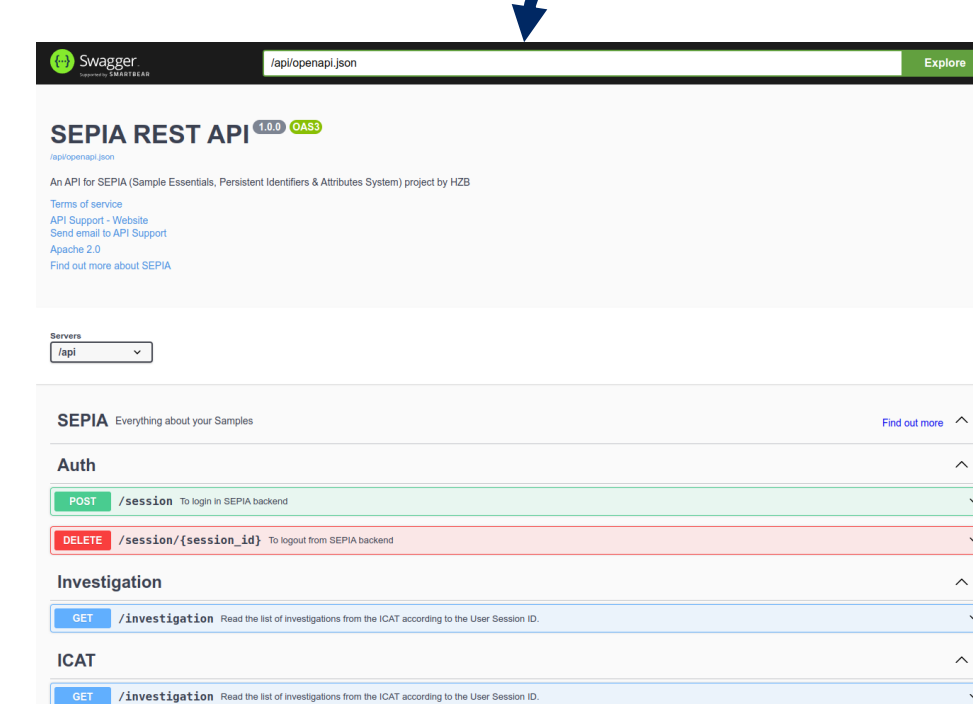 Swagger.
Supported by SMARTBEAR
/api/openapi.json
Explore
SEPIA REST API 1.0.0 OAS3
/api/openapi.json
An API for SEPIA (Sample Essentials, Persistent Identifiers & Attributes System) project by HZB
Terms of service
API Support - Website
Send email to API Support
Apache 2.0
Find out more about SEPIA
Servers
/api
SEPIA Everything about your Samples Find out more
Auth
POST /session To login in SEPIA backend
DELETE /session/{session_id} To logout from SEPIA backend
Investigation
GET /investigation Read the list of investigations from the ICAT according to the User Session ID.
ICAT
GET /investigation Read the list of investigations from the ICAT according to the User Session ID.